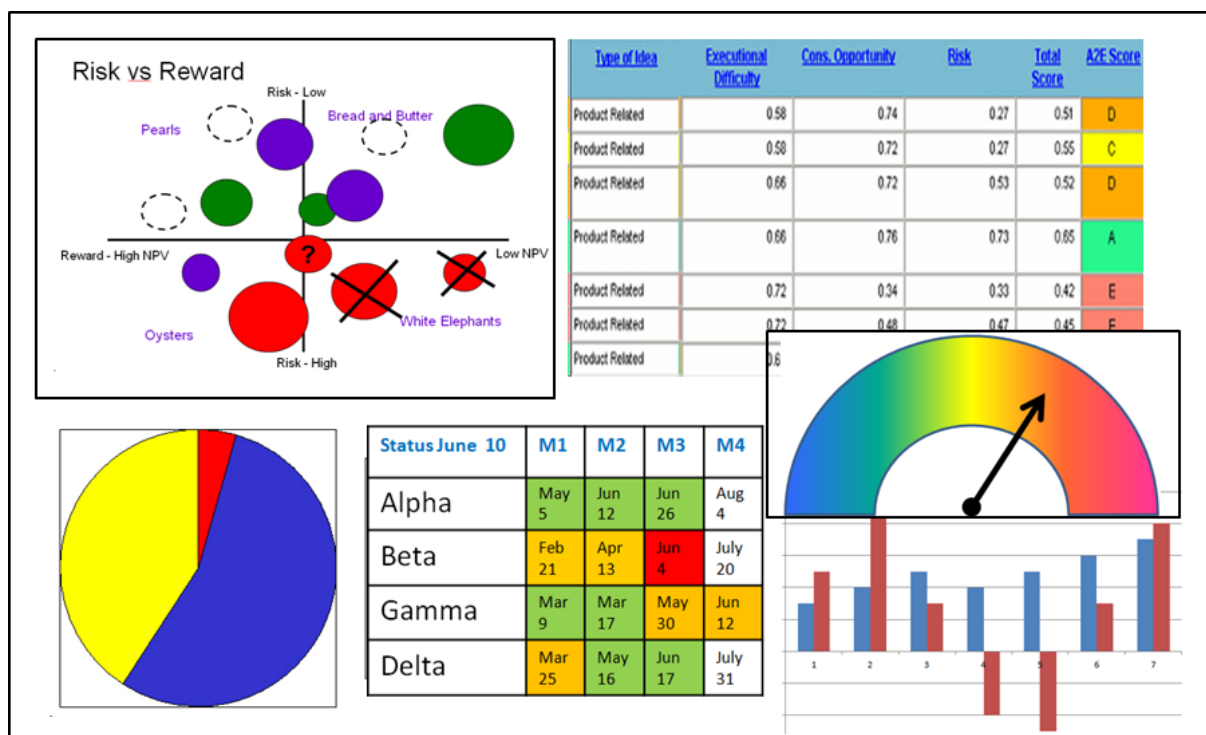 Risk vs Reward
Risk - Low
Pearls
Bread and Butter
Reward - High NPV
?
Low NPV
Oysters
White Elephants
Risk - High
Type of Idea Executional Difficulty Cons. Opportunity Risk Total Score A2E Score
Product Related 0.58 0.74 0.27 0.51 D
Product Related 0.58 0.72 0.27 0.55 C
Product Related 0.66 0.72 0.53 0.52 D
Product Related 0.66 0.76 0.73 0.65 A
Product Related 0.72 0.34 0.33 0.42 E
Product Related 0.72 0.48 0.47 0.45 E
Product Related 0.6
Status June 10 M1 M2 M3 M4
Alpha May 5 Jun 12 Jun 26 Aug 4
Beta Feb 21 Apr 13 Jun 4 July 20
Gamma Mar 9 Mar 17 May 30 Jun 12
Delta Mar 25 May 16 Jun 17 July 31
1 2 3 4 5 6 7